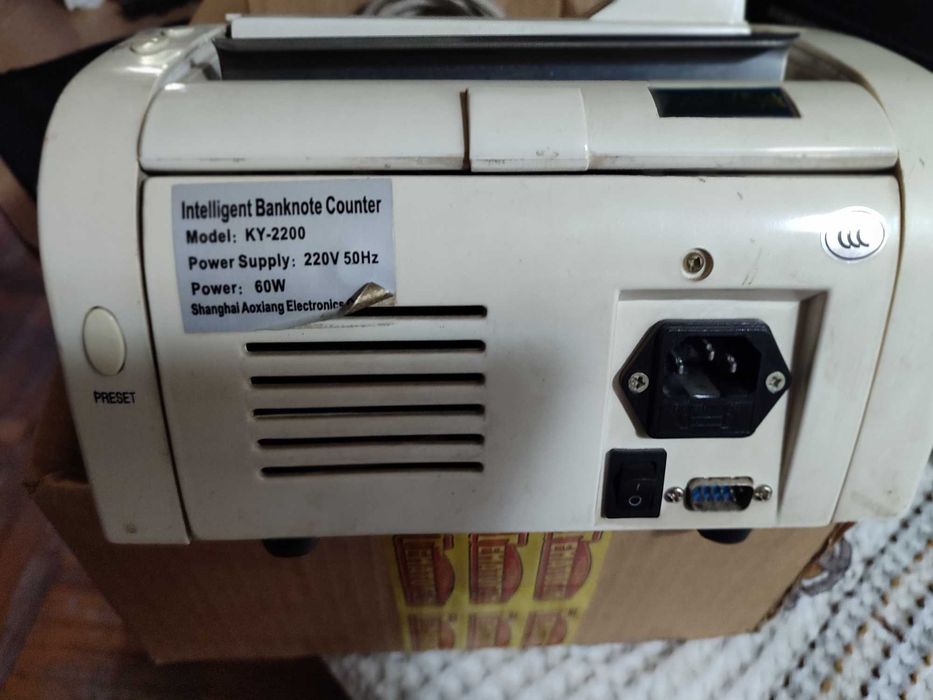 Intelligent Banknote Counter
Model: KY-2200
Power Supply: 220V 50Hz
Power: 60W
Shanghai Aoxiang Electronics
PRESET